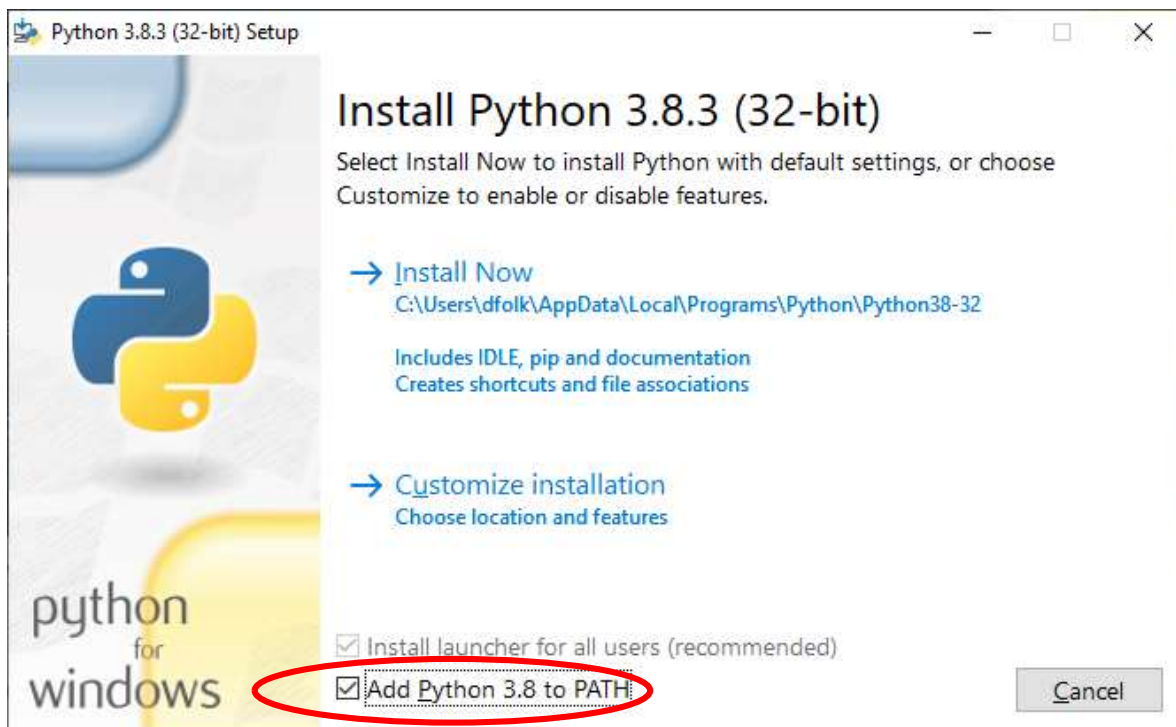 Python 3.8.3 (32-bit) Setup
Install Python 3.8.3 (32-bit)
Select Install Now to install Python with default settings, or choose
Customize to enable or disable features.
Install Now
C:\Users\dfolk\AppData\Local\Programs\Python\Python38-32
Includes IDLE, pip and documentation
Creates shortcuts and file associations
Customize installation
Choose location and features
python
for
windows
Install launcher for all users (recommended)
Add Python 3.8 to PATH
Cancel